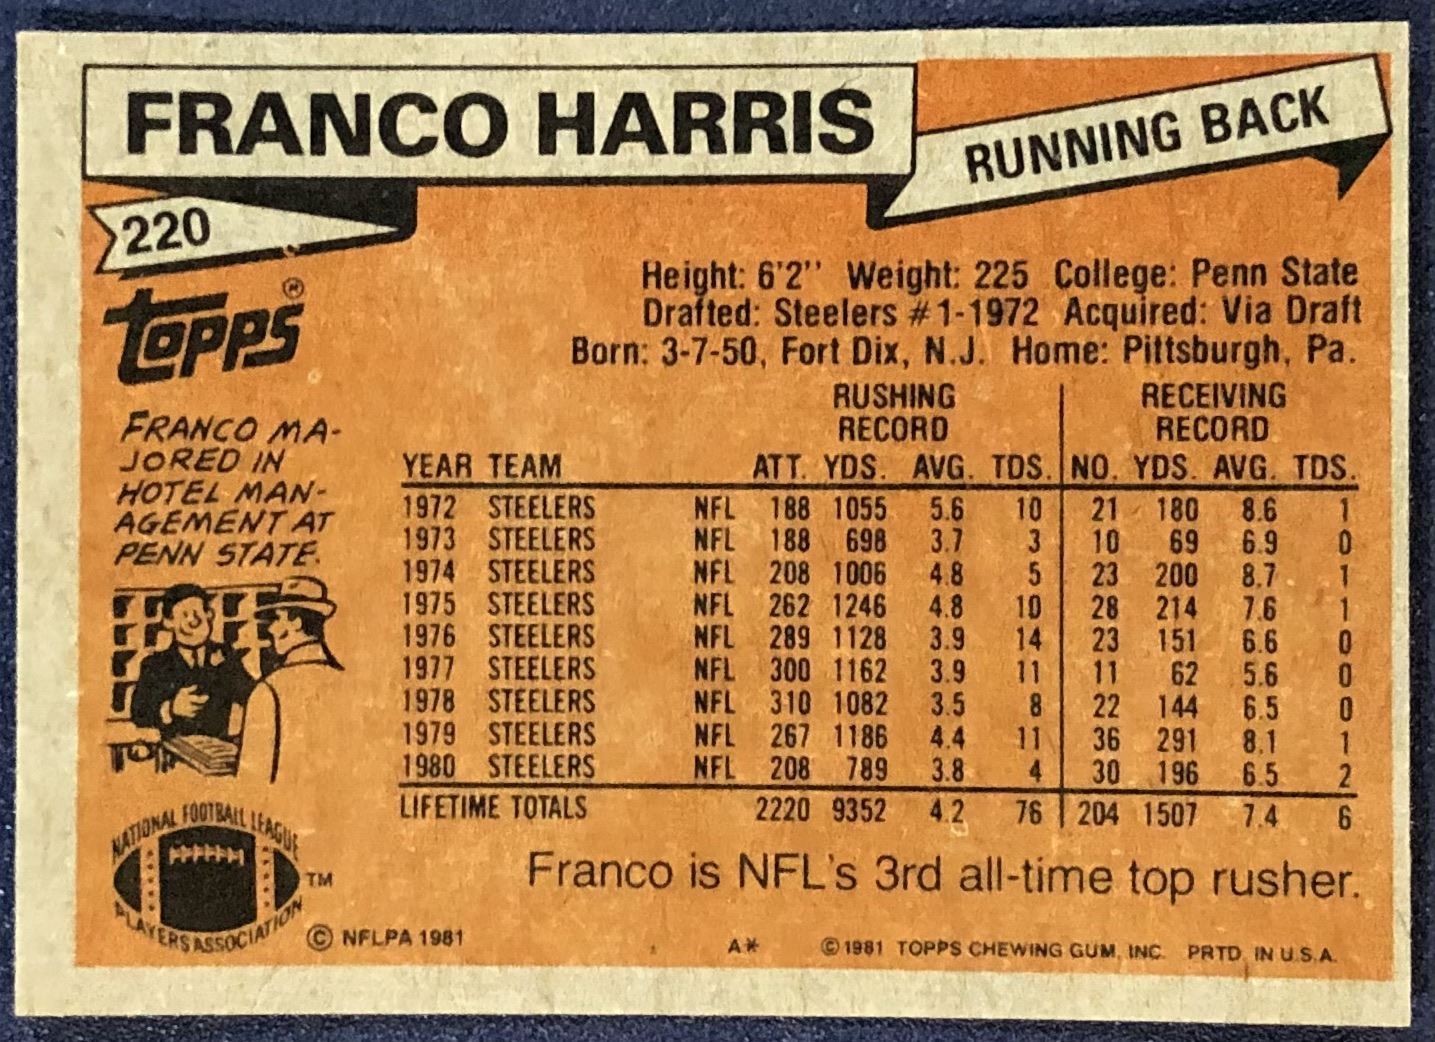 FRANCO HARRIS
RUNNING BACK
220
TOPPS®
Height: 6'2'' Weight: 225 College: Penn State
Drafted: Steelers #1-1972 Acquired: Via Draft
Born: 3-7-50, Fort Dix, N.J. Home: Pittsburgh, Pa.
FRANCO MA-
JORED IN
HOTEL MAN-
AGEMENT AT
PENN STATE.
RUSHING RECEIVING
RECORD RECORD
YEAR TEAM ATT. YDS. AVG. TDS. NO. YDS. AVG. TDS.
1972 STEELERS NFL 188 1055 5.6 10 21 180 8.6 1
1973 STEELERS NFL 188 698 3.7 3 10 69 6.9 0
1974 STEELERS NFL 208 1006 4.8 5 23 200 8.7 1
1975 STEELERS NFL 262 1246 4.8 10 28 214 7.6 1
1976 STEELERS NFL 289 1128 3.9 14 23 151 6.6 0
1977 STEELERS NFL 300 1162 3.9 11 11 62 5.6 0
1978 STEELERS NFL 310 1082 3.5 8 22 144 6.5 0
1979 STEELERS NFL 267 1186 4.4 11 36 291 8.1 1
1980 STEELERS NFL 208 789 3.8 4 30 196 6.5 2
LIFETIME TOTALS 2220 9352 4.2 76 204 1507 7.4 6
Franco is NFL's 3rd all-time top rusher.
NATIONAL FOOTBALL LEAGUE
PLAYERS ASSOCIATION
TM
© NFLPA 1981
A* © 1981 TOPPS CHEWING GUM, INC. PRTD. IN U.S.A.